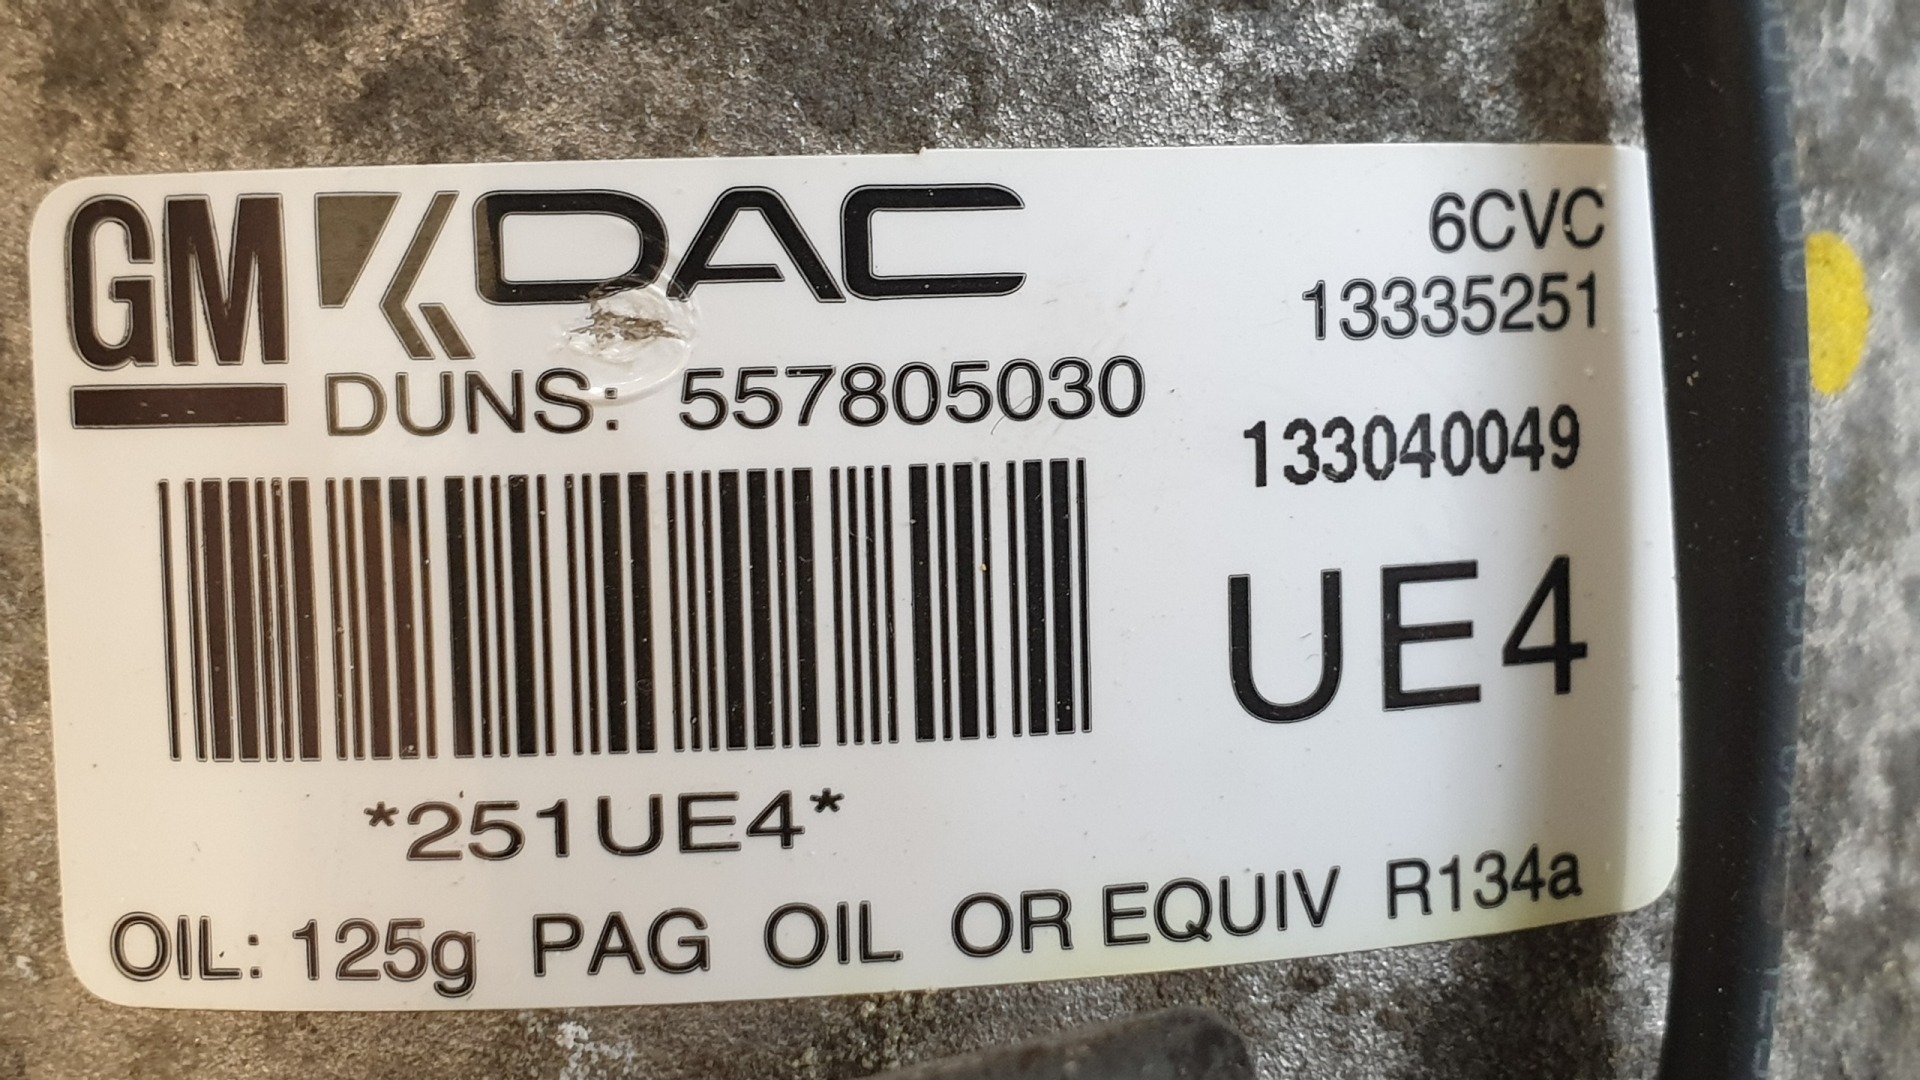 GM DAC
6CVC
13335251
DUNS: 557805030
133040049
UE4
*251UE4*
OIL: 125g PAG OIL OR EQUIV R134a